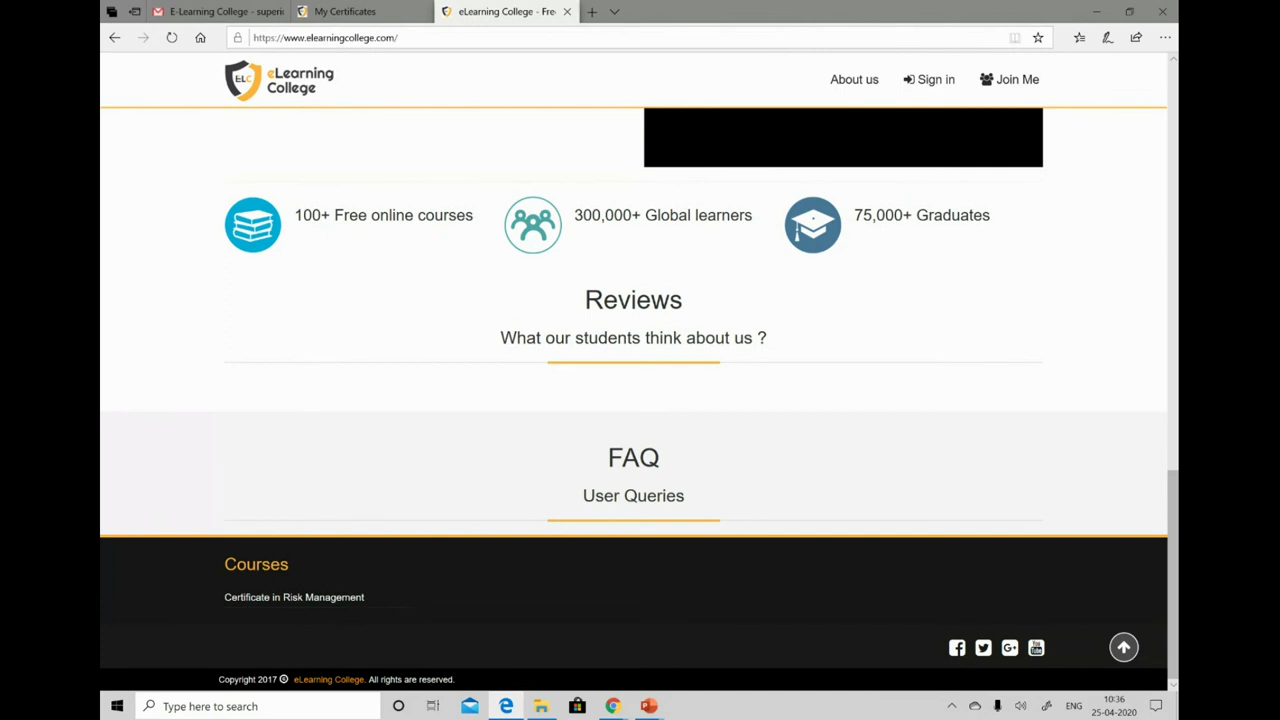 E-Learning College - superi
My Certificates
eLearning College - Fre
https://www.elearningcollege.com/
ELC
eLearning
College
About us
Sign in
Join Me
100+ Free online courses
300,000+ Global learners
75,000+ Graduates
Reviews
What our students think about us ?
FAQ
User Queries
Courses
Certificate in Risk Management
You
Tube
Copyright 2017 © eLearning College. All rights are reserved.
Type here to search
ENG
10:36
25-04-2020